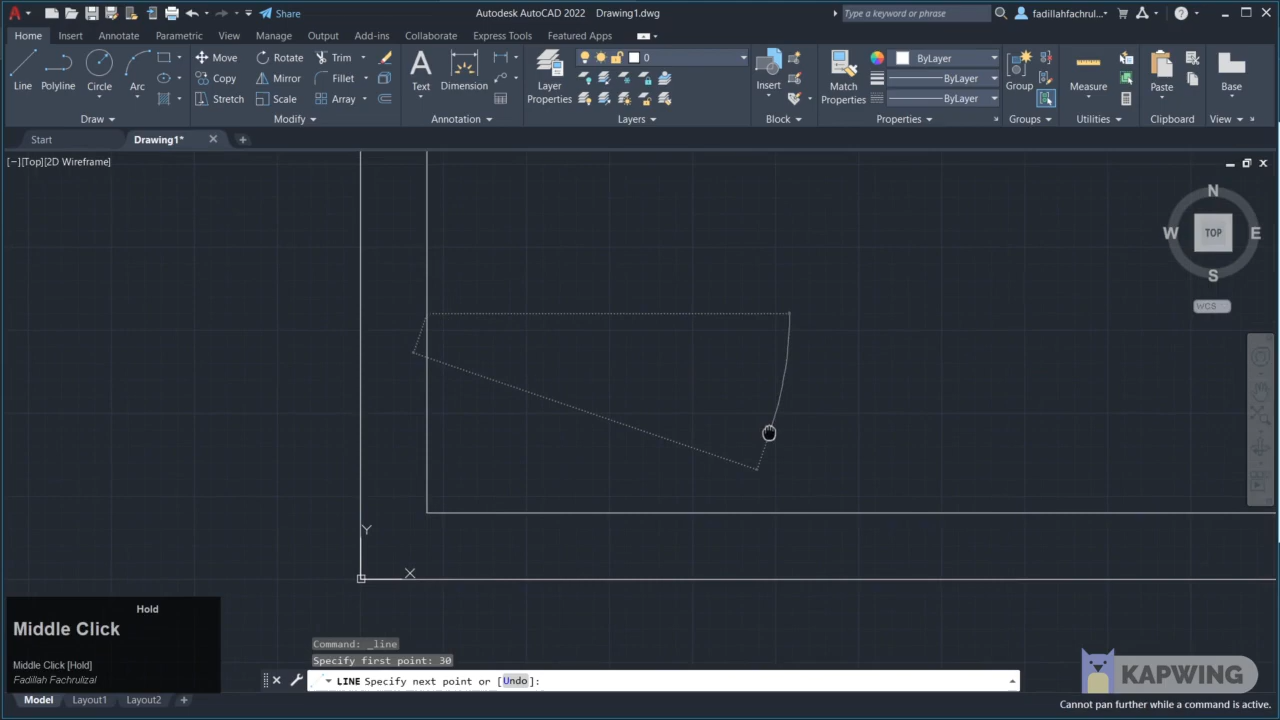 Share
Autodesk AutoCAD 2022 Drawing1.dwg
Type a keyword or phrase
fadillahfachrul...
Home Insert Annotate Parametric View Manage Output Add-ins Collaborate Express Tools Featured Apps
Line Polyline Circle Arc
Move Rotate Trim
Copy Mirror Fillet
Stretch Scale Array
Text Dimension
Layer Properties
0
Insert
Match Properties
ByLayer
ByLayer
ByLayer
Group
Measure
Paste
Base
Draw Modify Annotation Layers Block Properties Groups Utilities Clipboard View
Start Drawing1*
[−][Top][2D Wireframe]
N
W TOP E
S
WCS
Y
X
Hold
Middle Click
Middle Click [Hold]
Fadillah Fachrulizal
Command: _line
Specify first point: 30
LINE Specify next point or [Undo]:
KAPWING
Model Layout1 Layout2
Cannot pan further while a command is active.